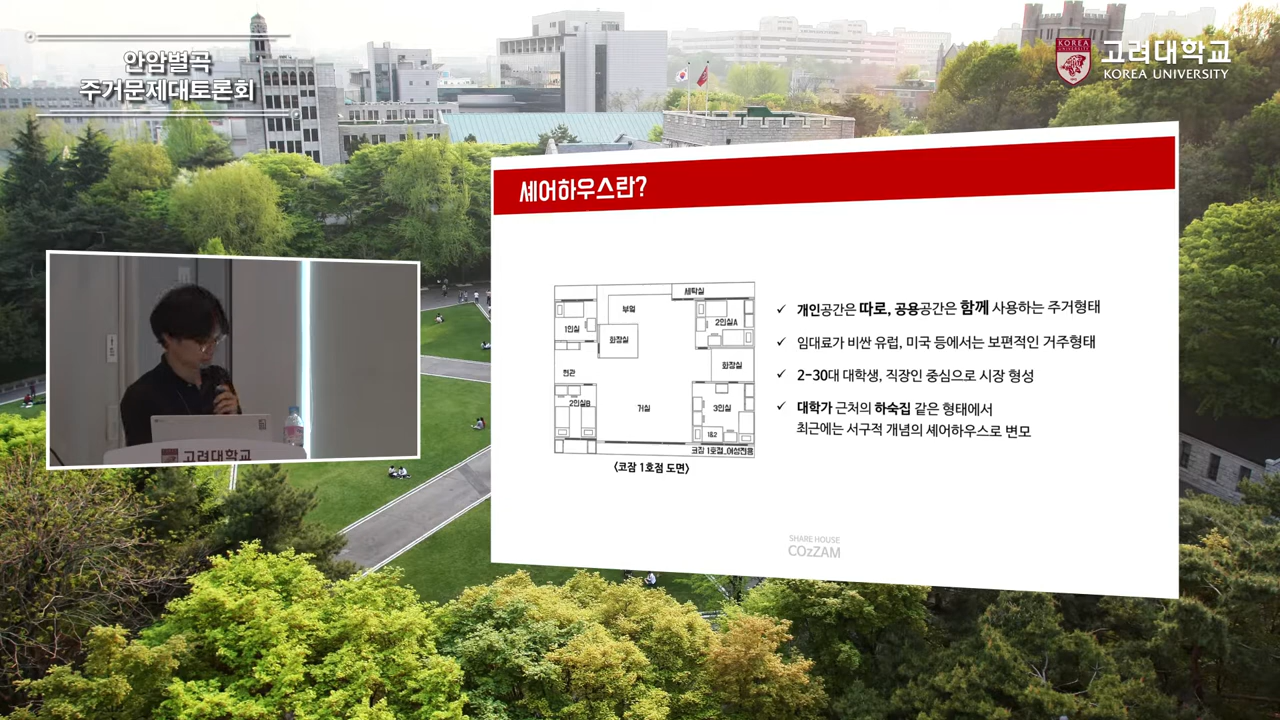 안암별곡
주거문제대토론회
KOREA
UNIVERSITY
고려대학교
KOREA UNIVERSITY
셰어하우스란?
세탁실
부엌
1인실
2인실A
화장실
화장실
현관
2인실B
거실
3인실
1&2
코잠 1호점_여성전용
<코잠 1호점 도면>
✓ 개인공간은 따로, 공용공간은 함께 사용하는 주거형태
✓ 임대료가 비싼 유럽, 미국 등에서는 보편적인 거주형태
✓ 2-30대 대학생, 직장인 중심으로 시장 형성
✓ 대학가 근처의 하숙집 같은 형태에서
최근에는 서구적 개념의 셰어하우스로 변모
SHARE HOUSE
COzZAM
고려대학교